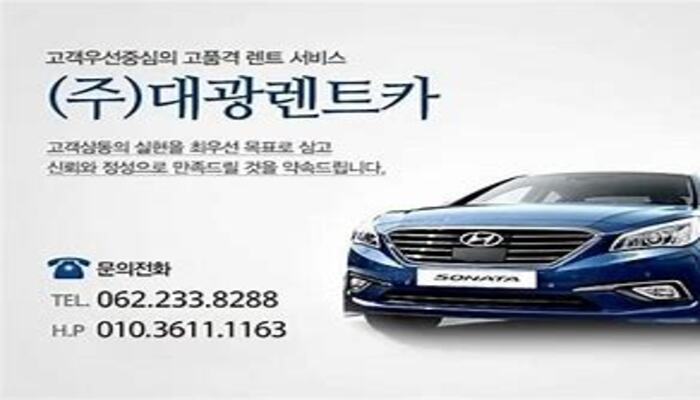 고객우선중심의 고품격 렌트 서비스
(주)대광렌트카
고객삼동의 실현을 최우선 목표로 삼고
신뢰와 정성으로 만족드릴 것을 약속드립니다.
문의전화
TEL. 062.233.8288
H.P 010.3611.1163
SONATA